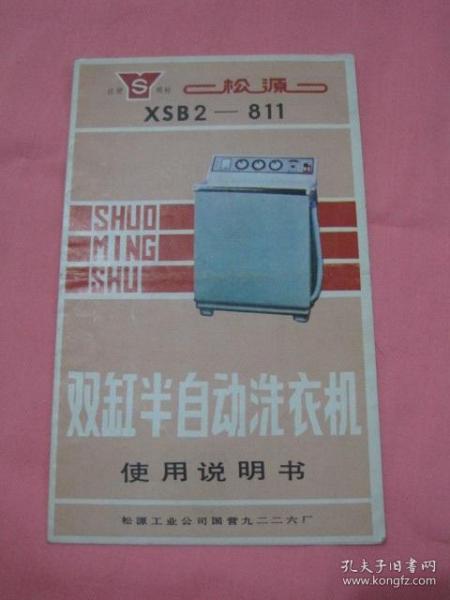 注册 S 商标 松源
XSB2—811
SHUO
MING
SHU
双缸半自动洗衣机
使用说明书
松源工业公司国营九二二六厂
孔夫子旧书网
www.kongfz.com